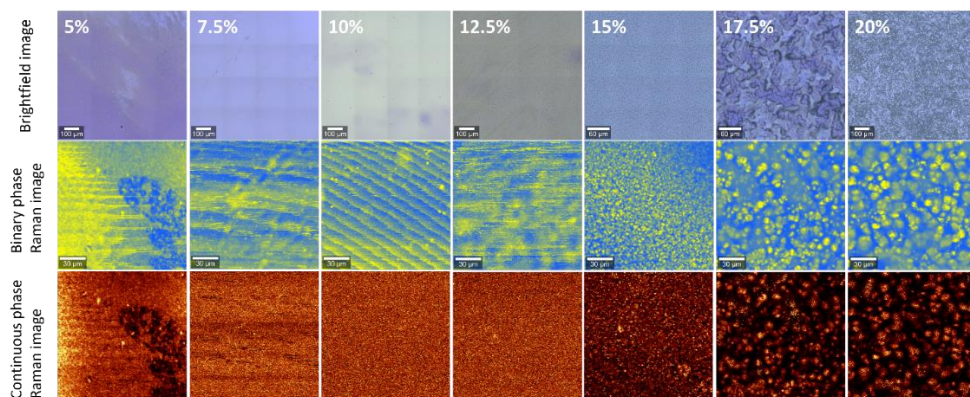 5% 7.5% 10% 12.5% 15% 17.5% 20%
Brightfield image
100 µm 100 µm 100 µm 100 µm 60 µm 60 µm 100 µm
Binary phase
Raman image
30 µm 30 µm 30 µm 30 µm 30 µm 30 µm 30 µm
Continuous phase
Raman image